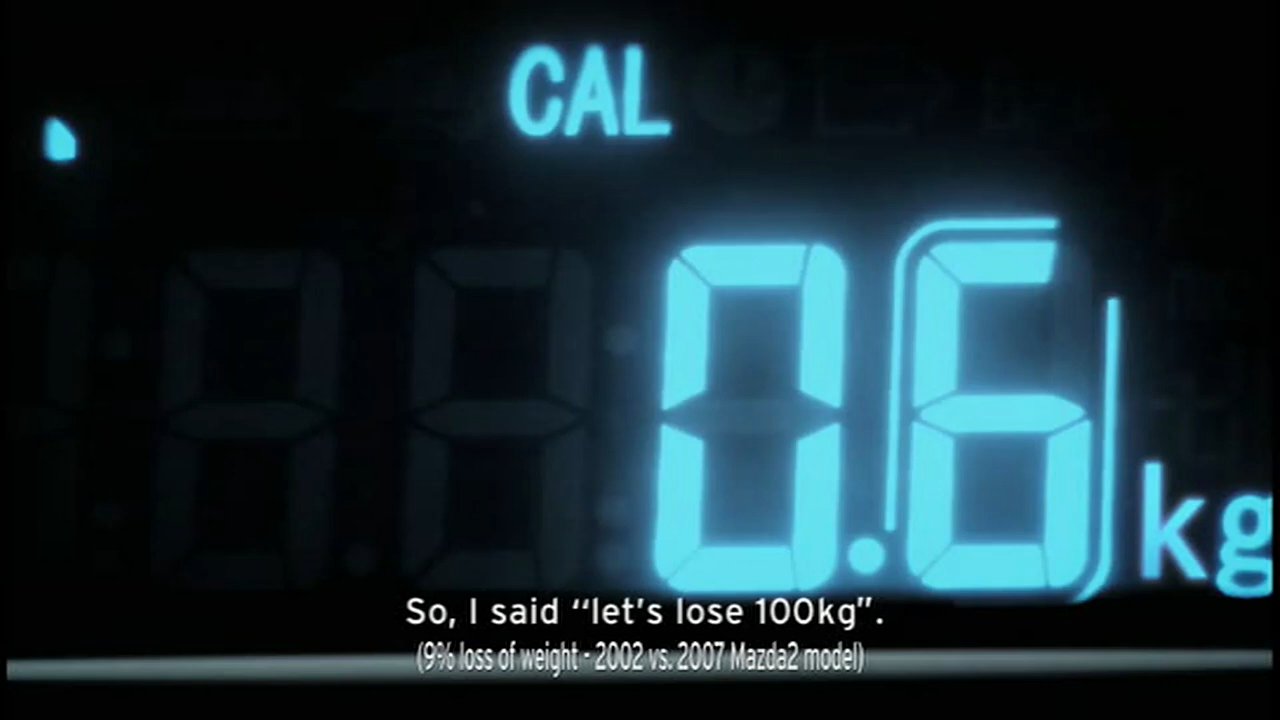 CAL
0.6 kg
So, I said “let's lose 100kg”.
(9% loss of weight - 2002 vs. 2007 Mazda2 model)